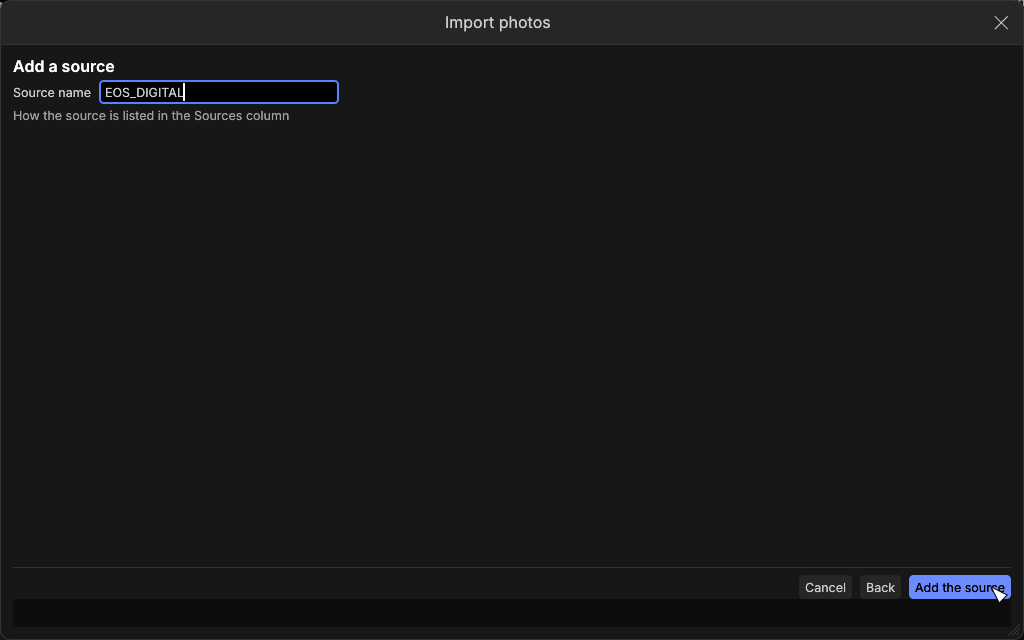 Import photos
Add a source
Source name EOS_DIGITAL
How the source is listed in the Sources column
Cancel Back Add the source